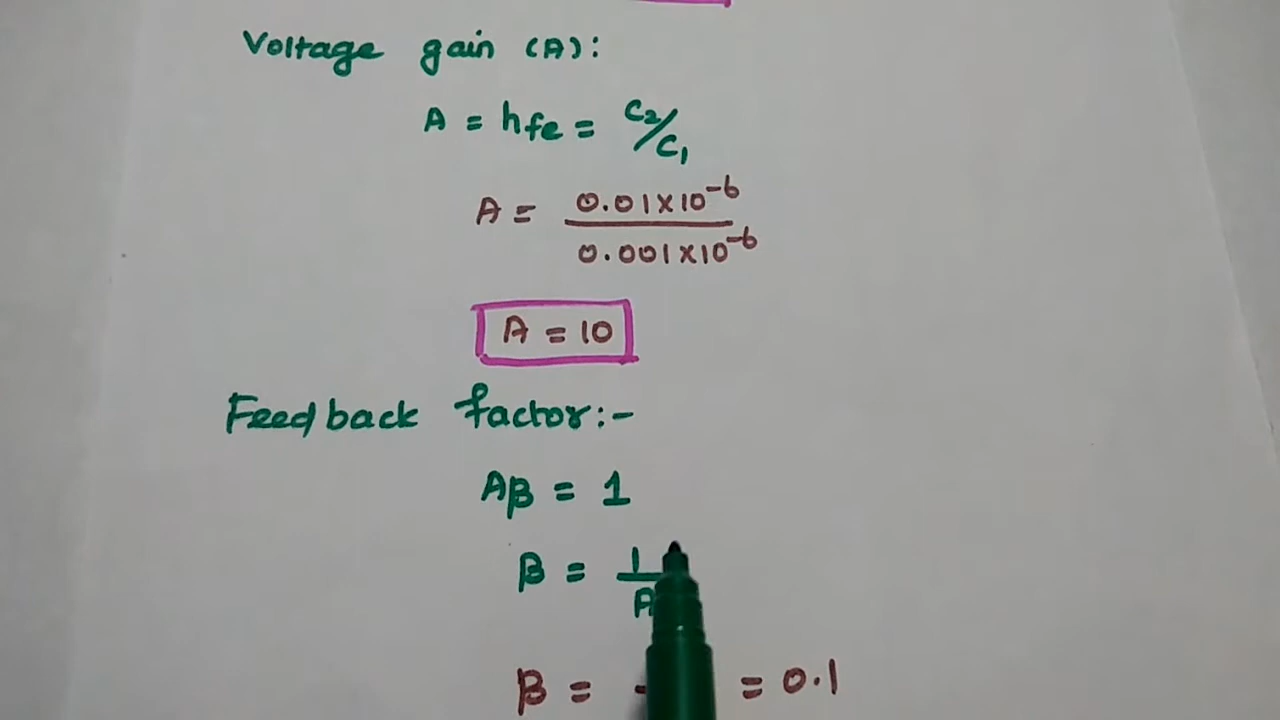 Voltage gain (A):
A = hfe = C2/C1
A = 0.01×10⁻⁶
0.001×10⁻⁶
A = 10
Feedback factor:-
Aβ = 1
β = 1/A
β = = 0.1